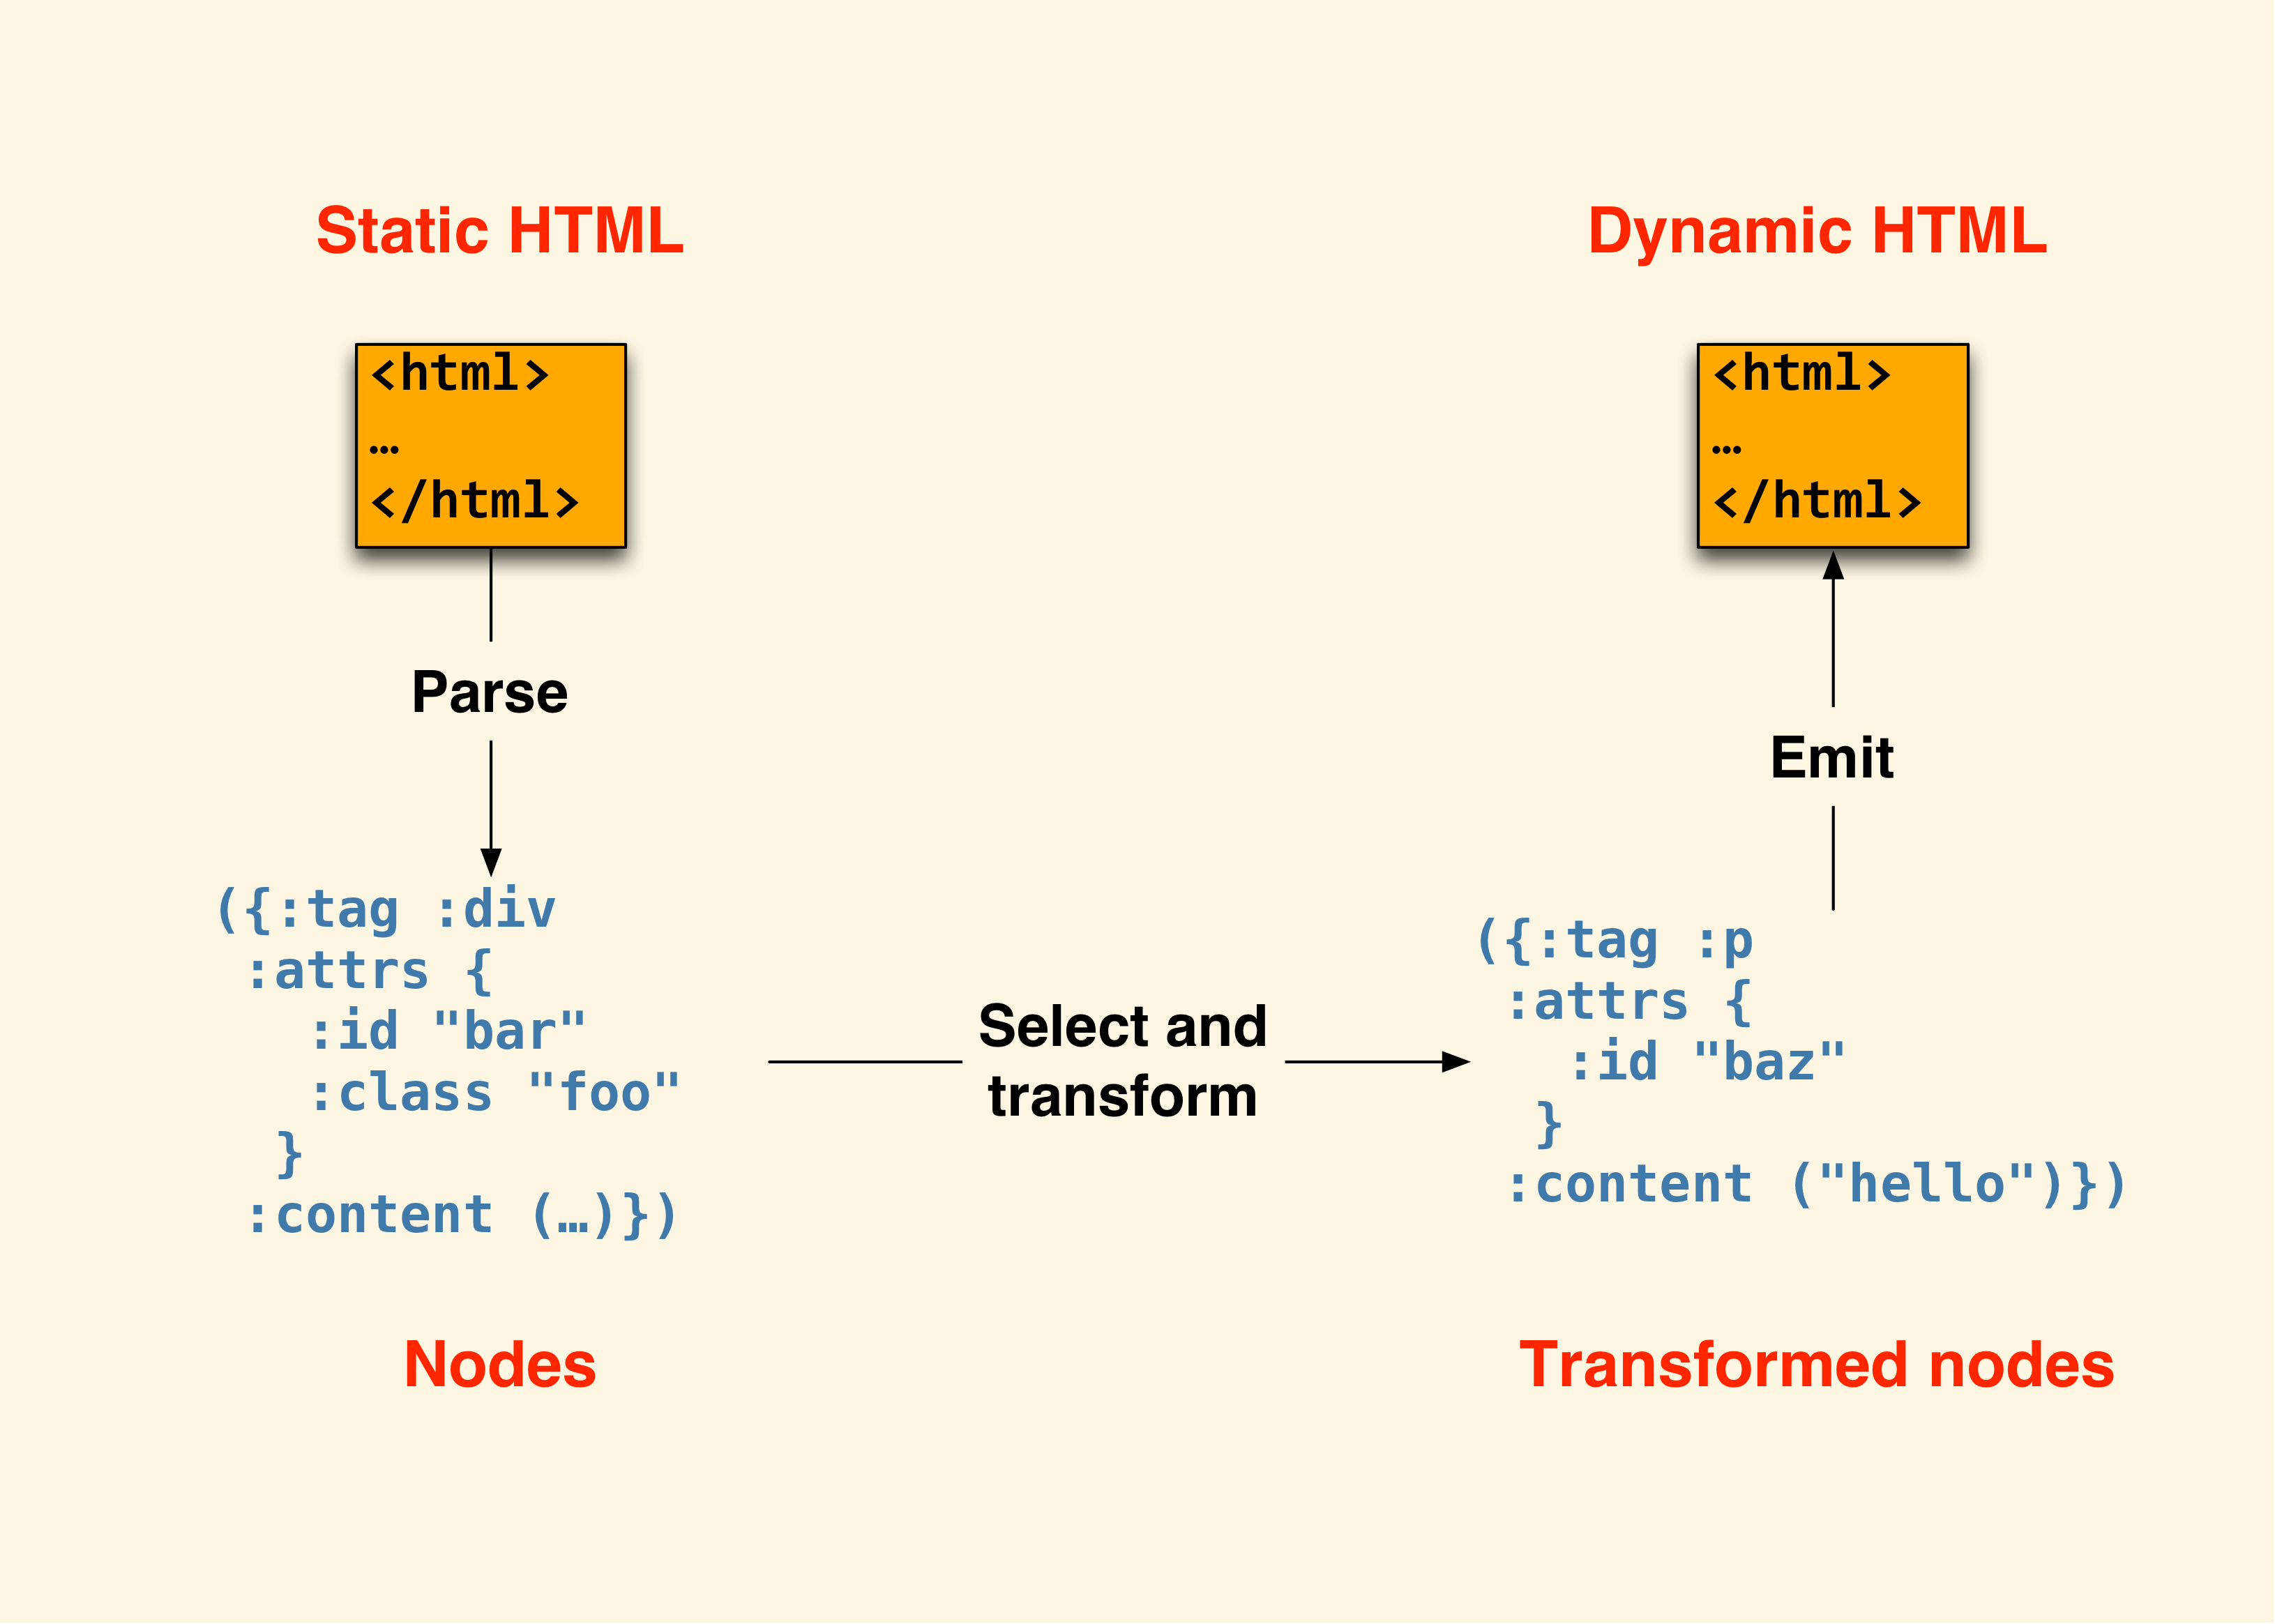 Static HTML
<html>
…
</html>
Parse
({:tag :div
:attrs {
:id "bar"
:class "foo"
}
:content (…)})
Nodes
Select and
transform
Dynamic HTML
<html>
…
</html>
Emit
({:tag :p
:attrs {
:id "baz"
}
:content ("hello")})
Transformed nodes